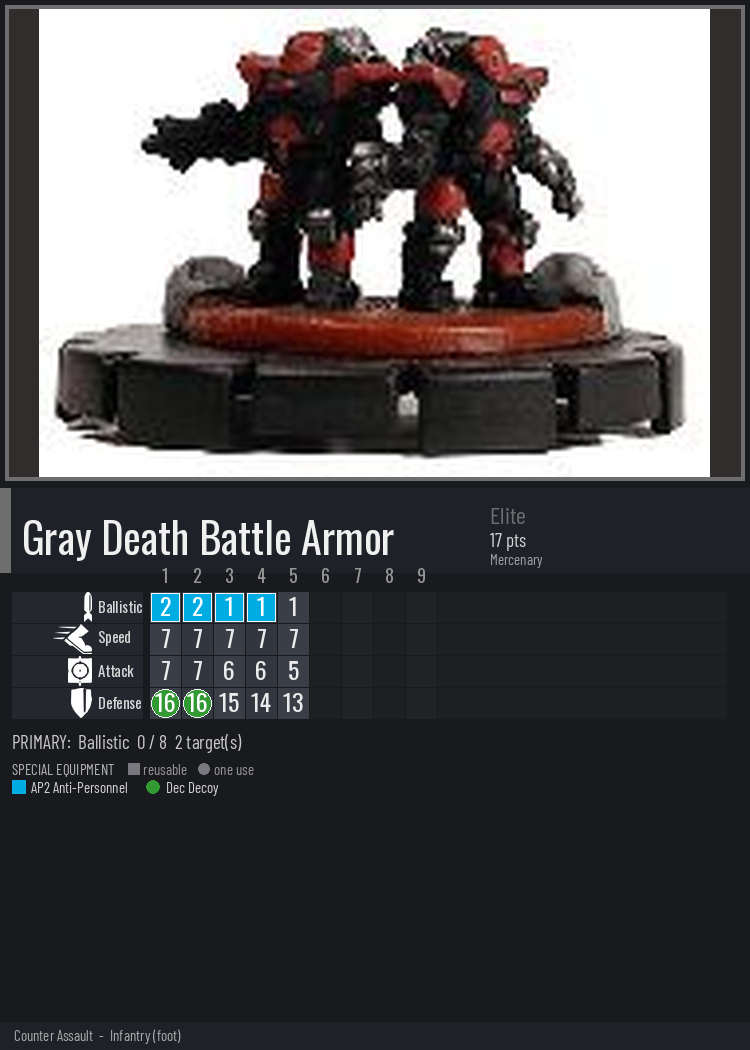 Gray Death Battle Armor
Elite
17 pts
Mercenary
1 2 3 4 5 6 7 8 9
Ballistic 2 2 1 1 1
Speed 7 7 7 7 7
Attack 7 7 6 6 5
Defense 16 16 15 14 13
PRIMARY: Ballistic 0 / 8 2 target(s)
SPECIAL EQUIPMENT reusable one use
AP2 Anti-Personnel Dec Decoy
Counter Assault - Infantry (foot)